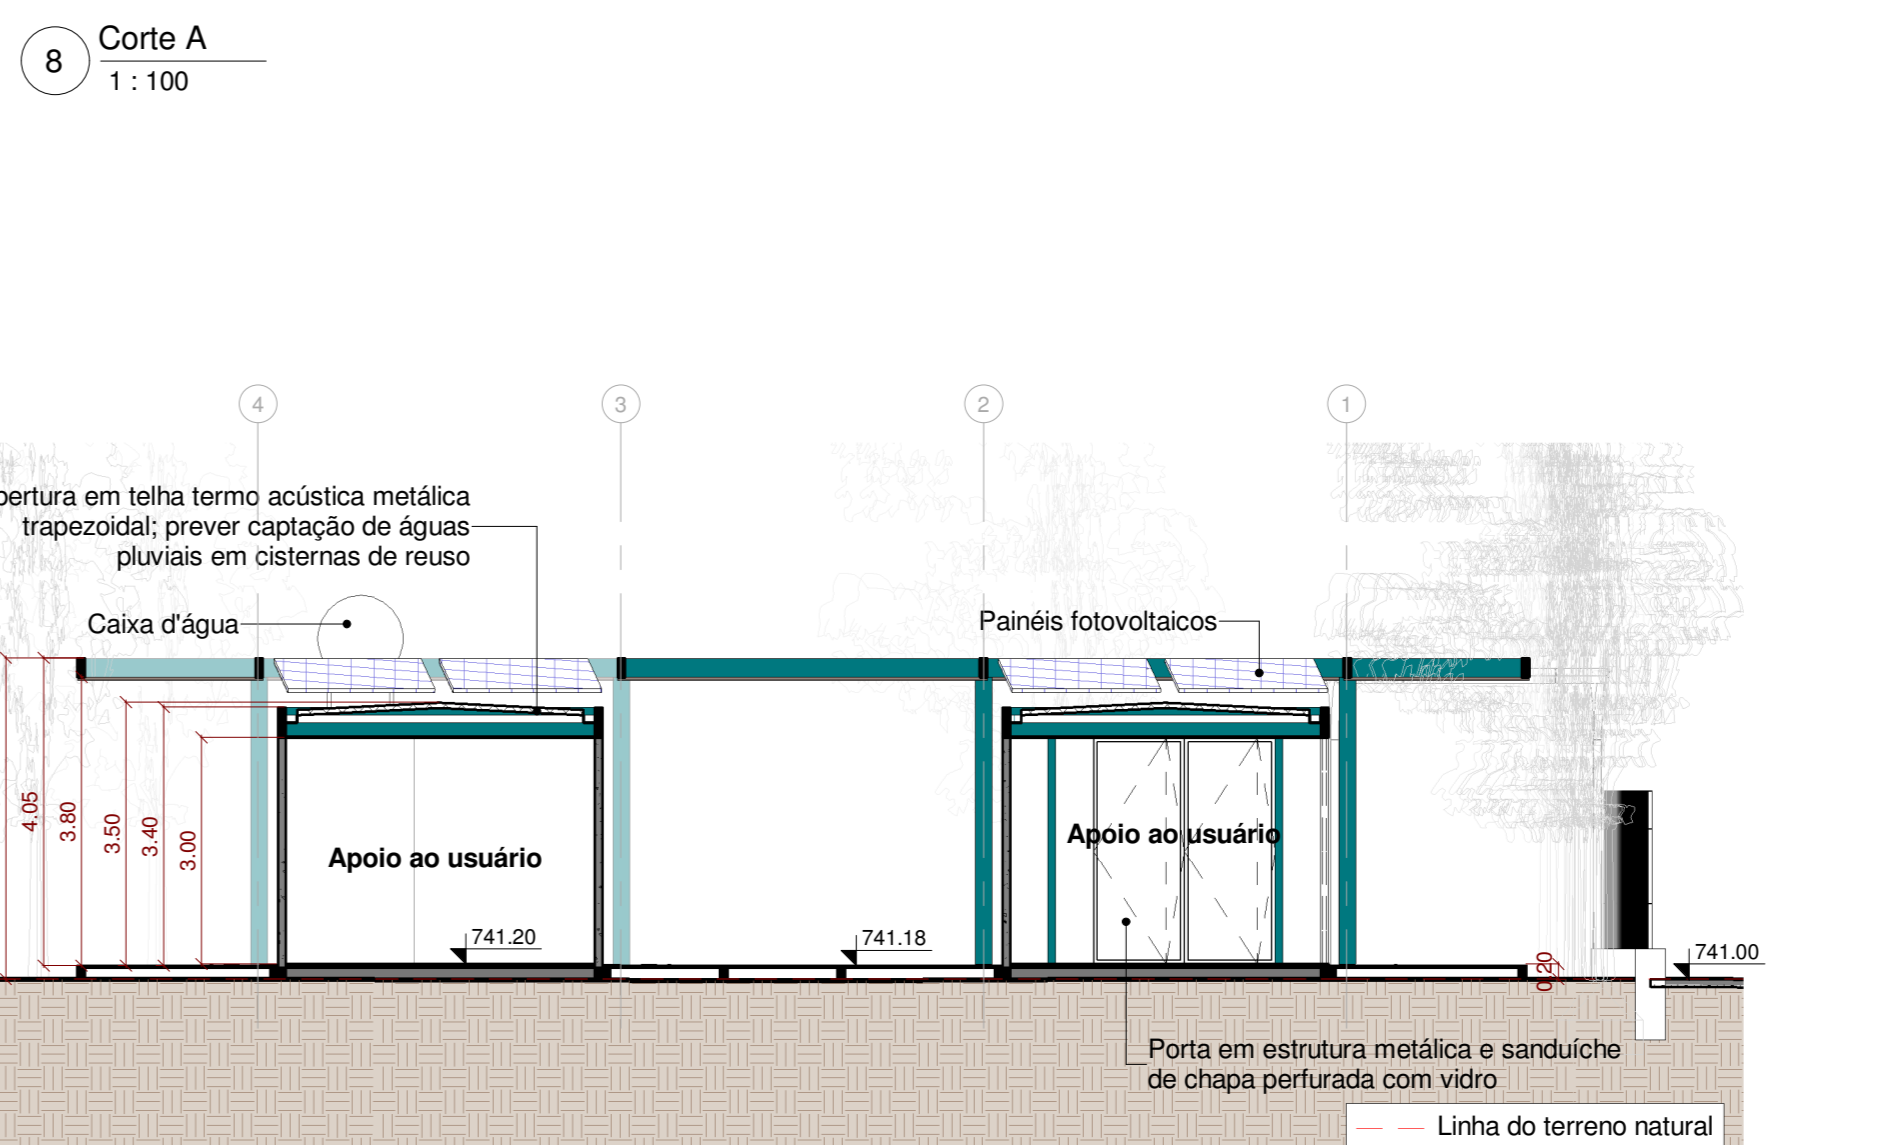 8
Corte A
1 : 100
4
3
2
1
pertura em telha termo acústica metálica
trapezoidal; prever captação de águas
pluviais em cisternas de reuso
Caixa d'água
Painéis fotovoltaicos
4.05
3.80
3.50
3.40
3.00
Apoio ao usuário
Apoio ao usuário
741.20
741.18
0.20
741.00
Porta em estrutura metálica e sanduíche
de chapa perfurada com vidro
Linha do terreno natural